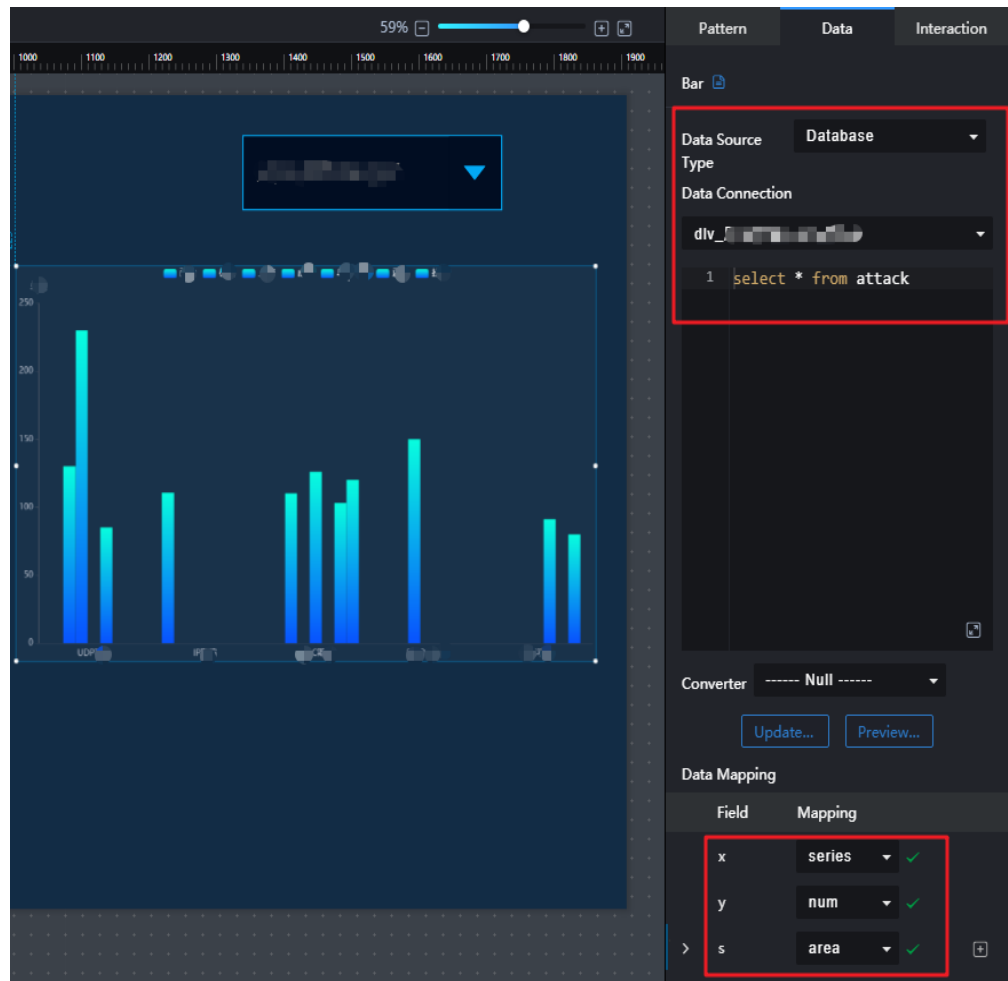 59%
Pattern Data Interaction
1000 1100 1200 1300 1400 1500 1600 1700 1800 1900
Bar
Data Source Type Database
Data Connection
dlv_
1 select * from attack
250
200
150
100
50
0
UDP
Converter ------ Null ------
Update... Preview...
Data Mapping
Field Mapping
x series
y num
s area